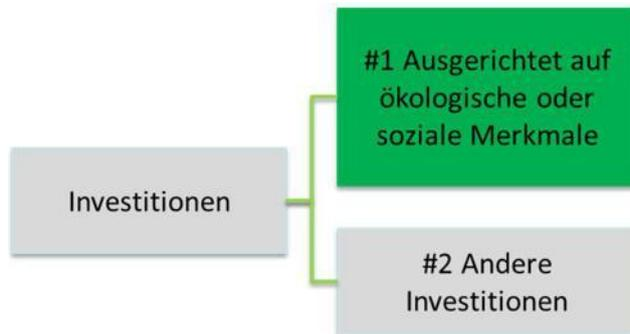 #1 Ausgerichtet auf
ökologische oder
soziale Merkmale
Investitionen
#2 Andere
Investitionen